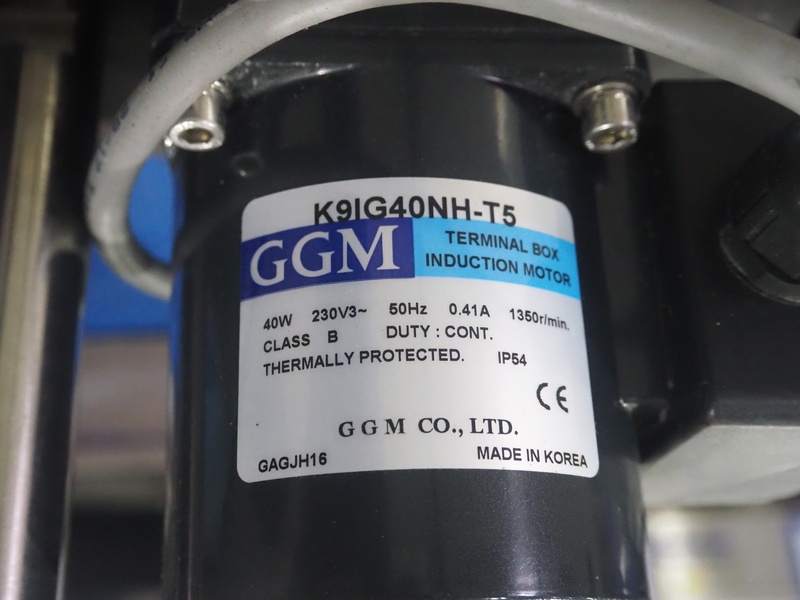 K9IG40NH-T5
GGM
TERMINAL BOX
INDUCTION MOTOR
40W 230V3~ 50Hz 0.41A 1350r/min.
CLASS B DUTY : CONT.
THERMALLY PROTECTED. IP54
CE
G G M CO., LTD.
GAGJH16 MADE IN KOREA